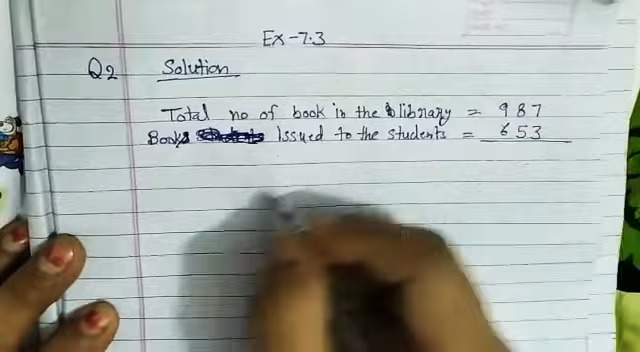 Ex-7.3
Q2 Solution
Total no of book in the library = 987
Books Issued to the students = 653